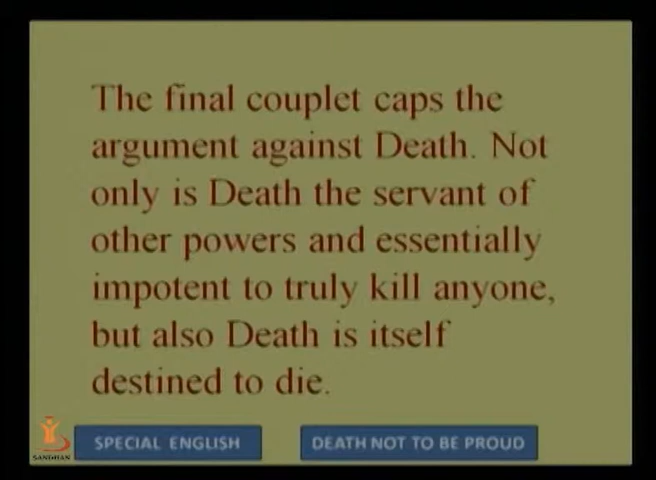 The final couplet caps the
argument against Death. Not
only is Death the servant of
other powers and essentially
impotent to truly kill anyone,
but also Death is itself
destined to die.
SANDHAN
SPECIAL ENGLISH
DEATH NOT TO BE PROUD